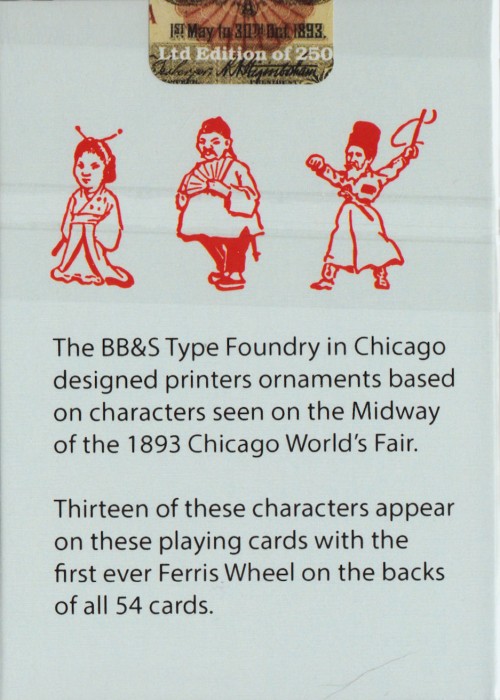 1ST May to 30TH Oct. 1893.
Ltd Edition of 250
The BB&S Type Foundry in Chicago
designed printers ornaments based
on characters seen on the Midway
of the 1893 Chicago World’s Fair.
Thirteen of these characters appear
on these playing cards with the
first ever Ferris Wheel on the backs
of all 54 cards.